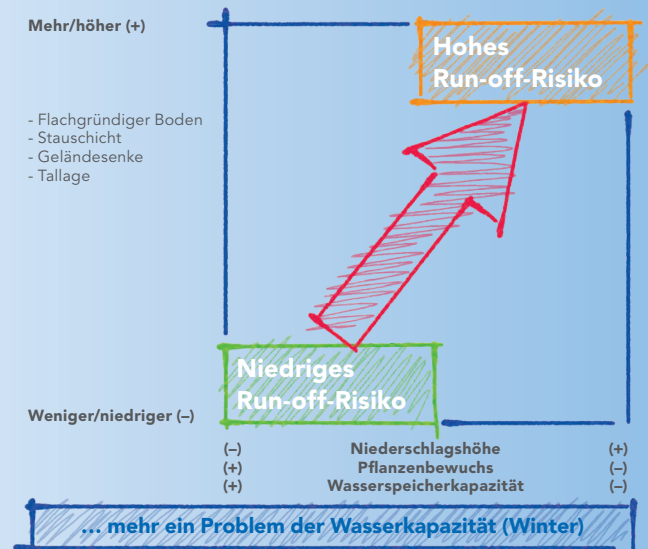 Mehr/höher (+)
Hohes
Run-off-Risiko
- Flachgründiger Boden
- Stauschicht
- Geländesenke
- Tallage
Niedriges
Run-off-Risiko
Weniger/niedriger (–)
(–) Niederschlagshöhe (+)
(+) Pflanzenbewuchs (–)
(+) Wasserspeicherkapazität (–)
… mehr ein Problem der Wasserkapazität (Winter)